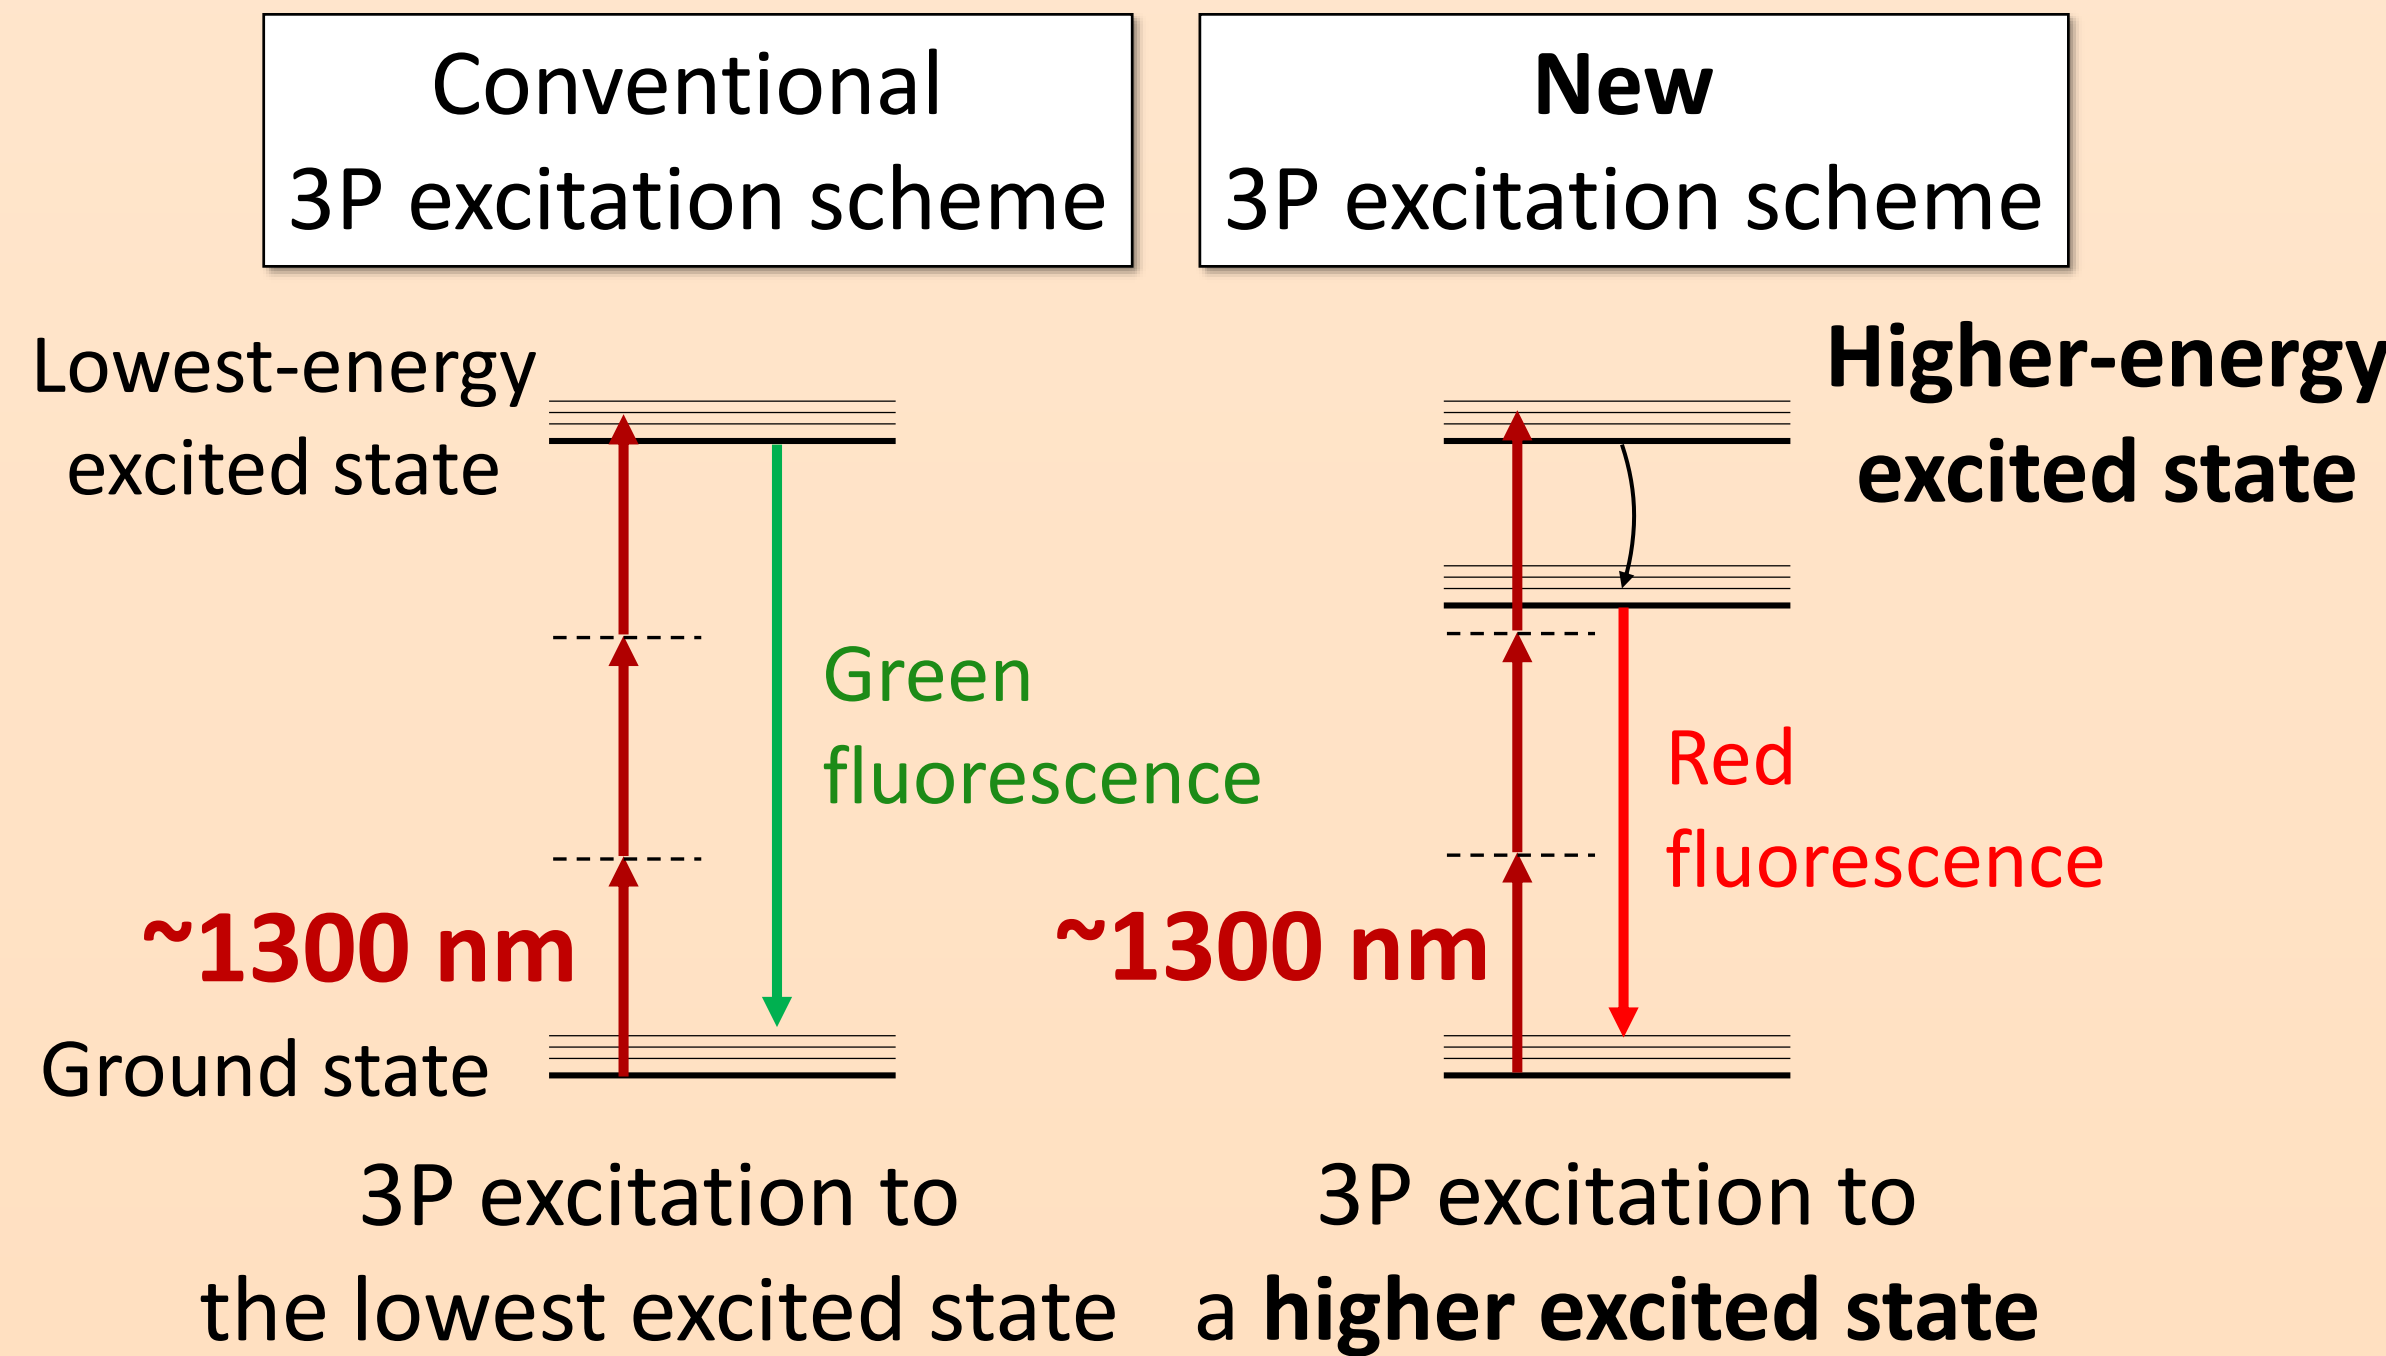 Conventional
3P excitation scheme
New
3P excitation scheme
Lowest-energy
excited state
Higher-energy
excited state
Green
fluorescence
Red
fluorescence
~1300 nm
~1300 nm
Ground state
3P excitation to
the lowest excited state
3P excitation to
a higher excited state